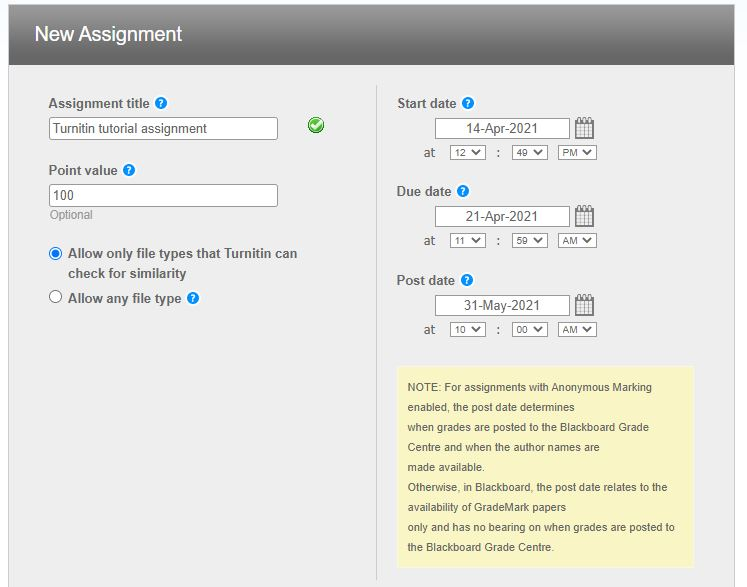 New Assignment
Assignment title ?
Turnitin tutorial assignment
Point value ?
100
Optional
Allow only file types that Turnitin can
check for similarity
Allow any file type ?
Start date ?
14-Apr-2021
at 12 : 49 PM
Due date ?
21-Apr-2021
at 11 : 59 AM
Post date ?
31-May-2021
at 10 : 00 AM
NOTE: For assignments with Anonymous Marking
enabled, the post date determines
when grades are posted to the Blackboard Grade
Centre and when the author names are
made available.
Otherwise, in Blackboard, the post date relates to the
availability of GradeMark papers
only and has no bearing on when grades are posted to
the Blackboard Grade Centre.